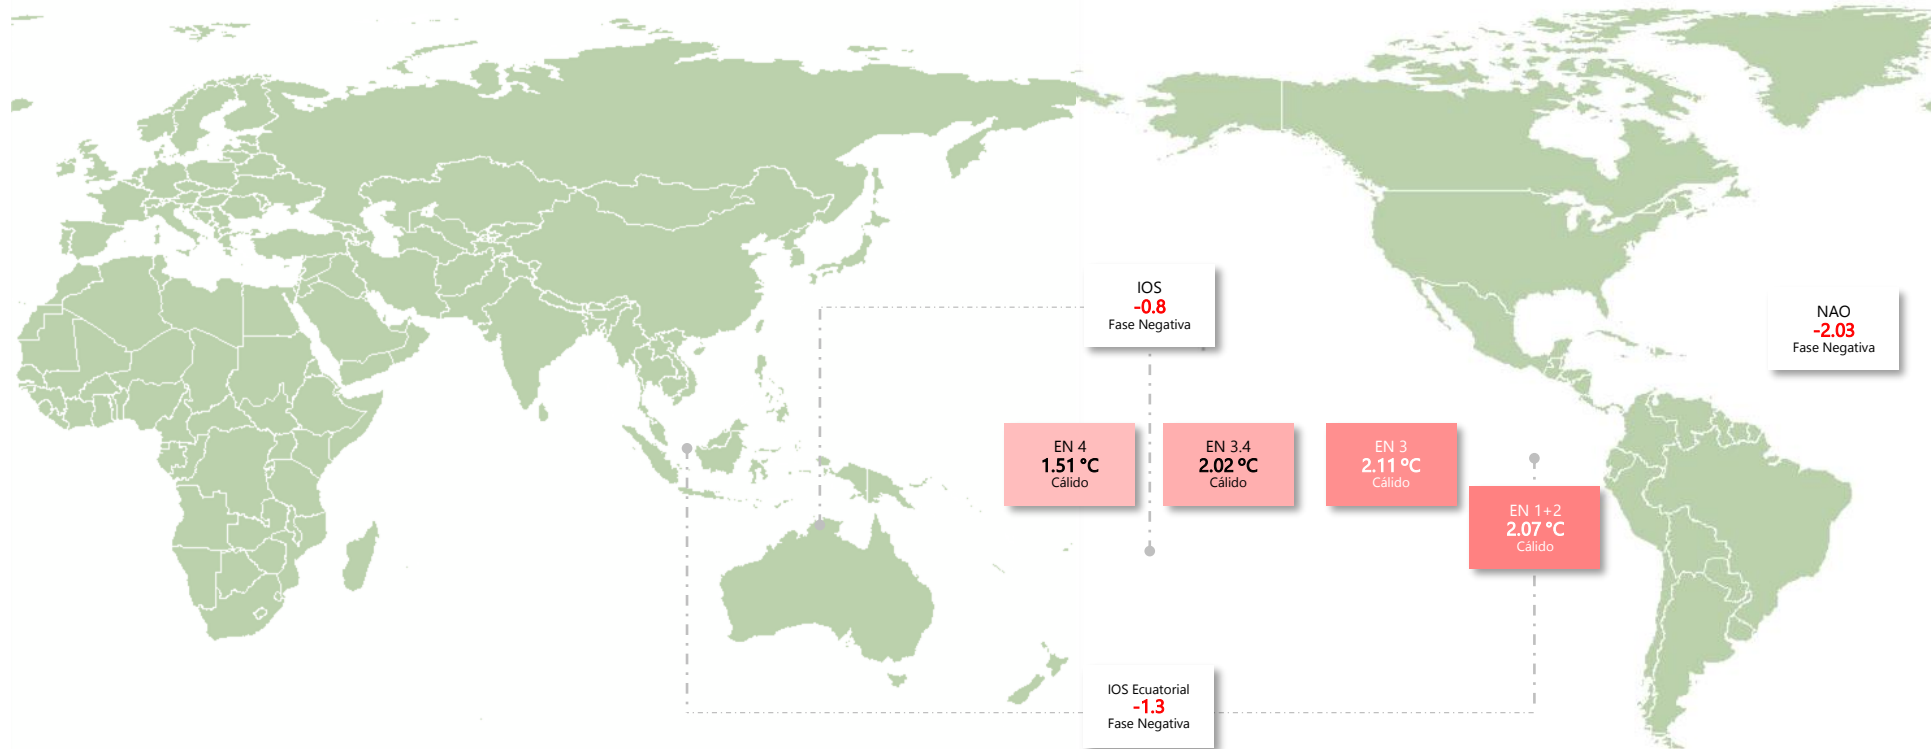 IOS
-0.8
Fase Negativa
NAO
-2.03
Fase Negativa
EN 4
1.51 °C
Cálido
EN 3.4
2.02 ºC
Cálido
EN 3
2.11 ºC
Cálido
EN 1+2
2.07 °C
Cálido
IOS Ecuatorial
-1.3
Fase Negativa